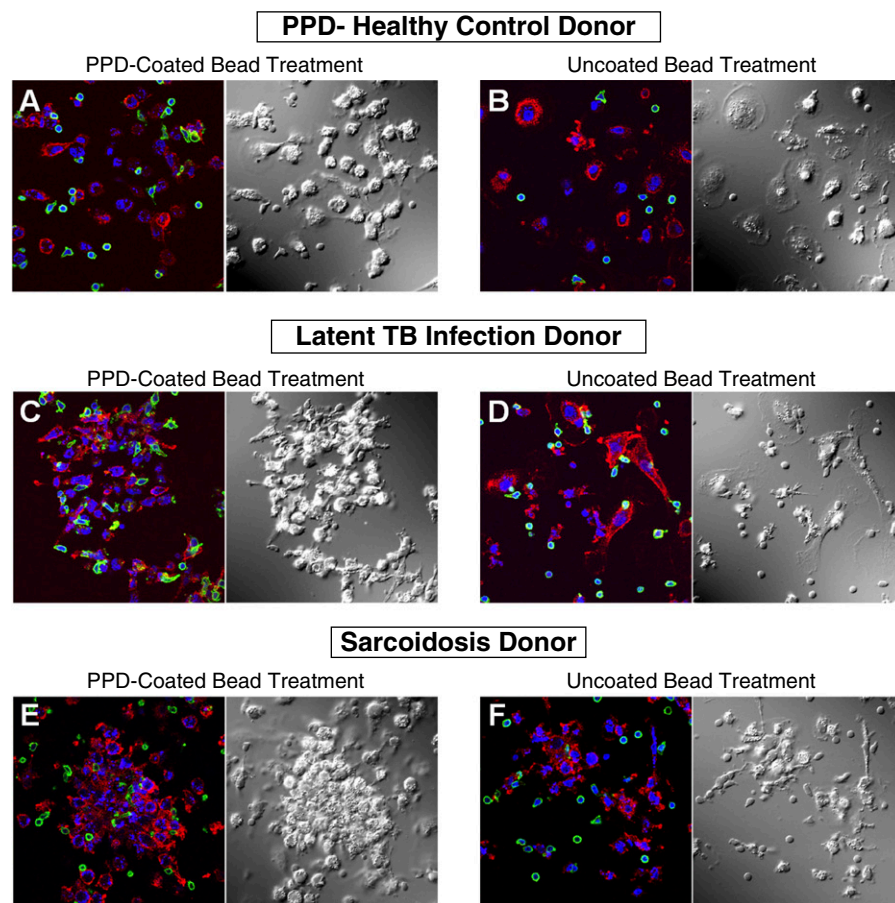 PPD- Healthy Control Donor
PPD-Coated Bead Treatment
Uncoated Bead Treatment
A
B
Latent TB Infection Donor
PPD-Coated Bead Treatment
Uncoated Bead Treatment
C
D
Sarcoidosis Donor
PPD-Coated Bead Treatment
Uncoated Bead Treatment
E
F